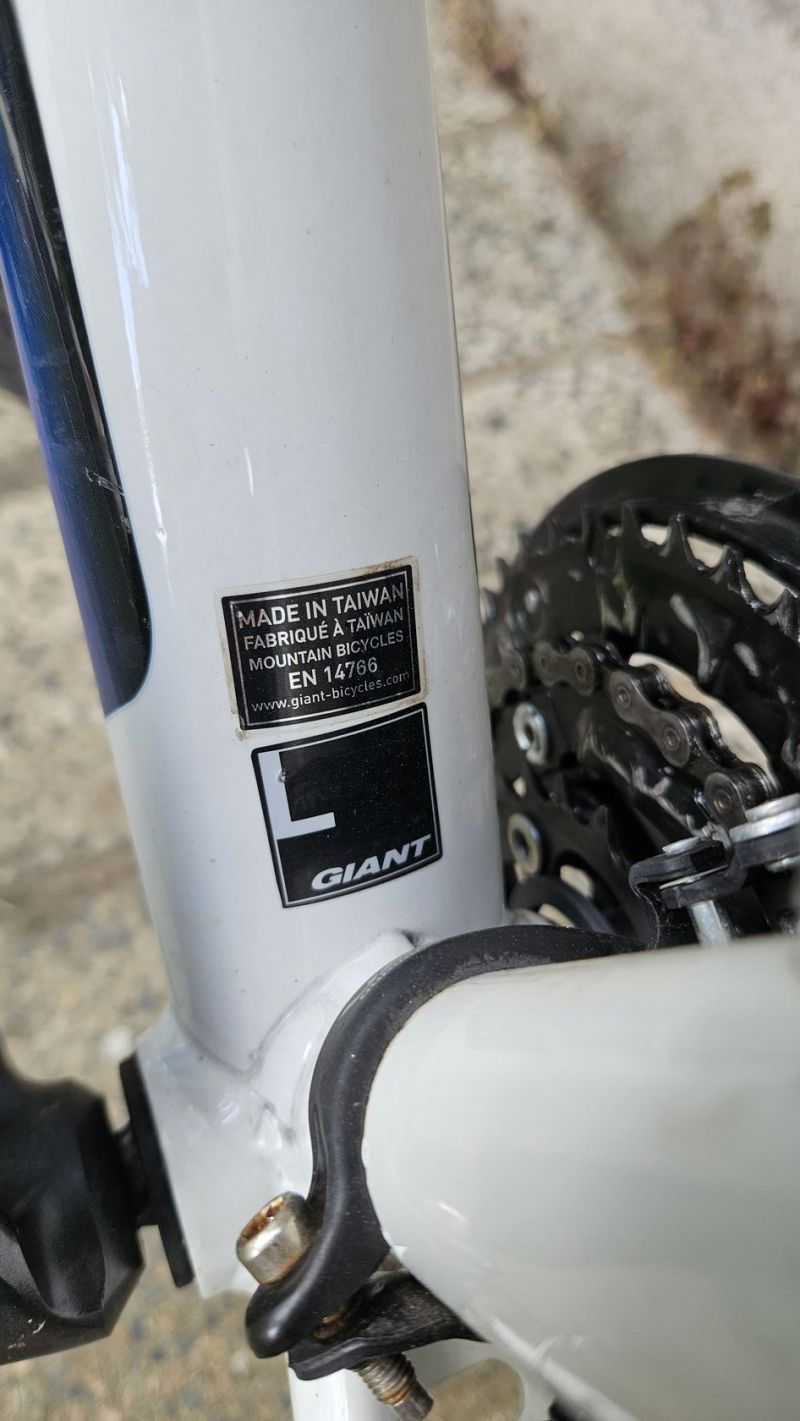 MADE IN TAIWAN
FABRIQUÉ À TAÏWAN
MOUNTAIN BICYCLES
EN 14766
www.giant-bicycles.com
L
GIANT